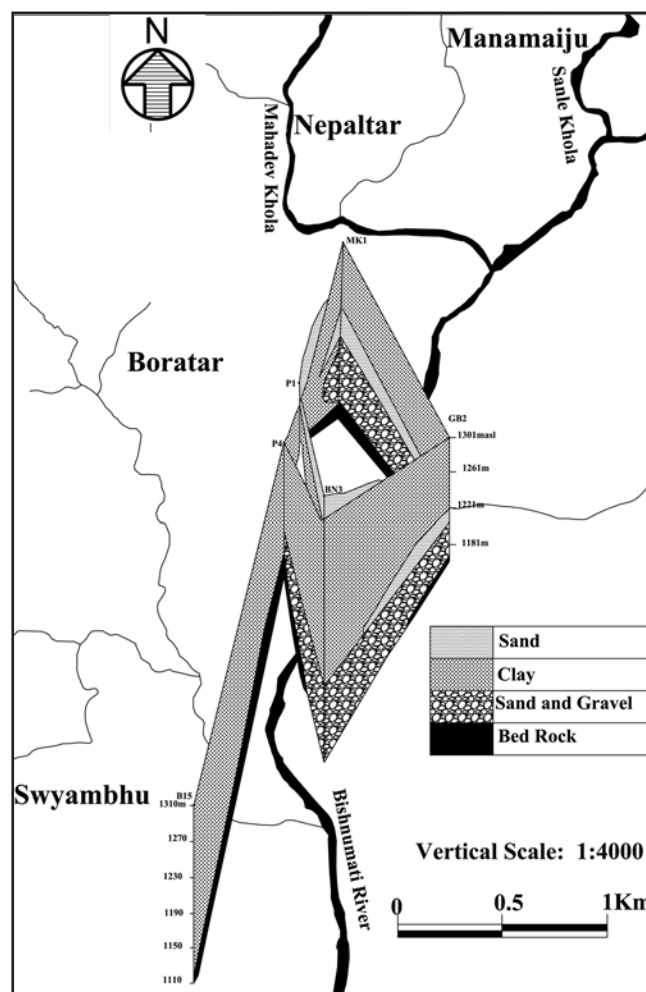 N
Manamaiju
Sanle Khola
Nepaltar
Mahadev Khola
MK1
Boratar
P1
GB2
P4
1301masl
1261m
BN3
1221m
1181m
Sand
Clay
Sand and Gravel
Bed Rock
Swyambhu
B15
1310m
1270
1230
1190
1150
1110
Bishnumati River
Vertical Scale: 1:4000
0
0.5
1Km